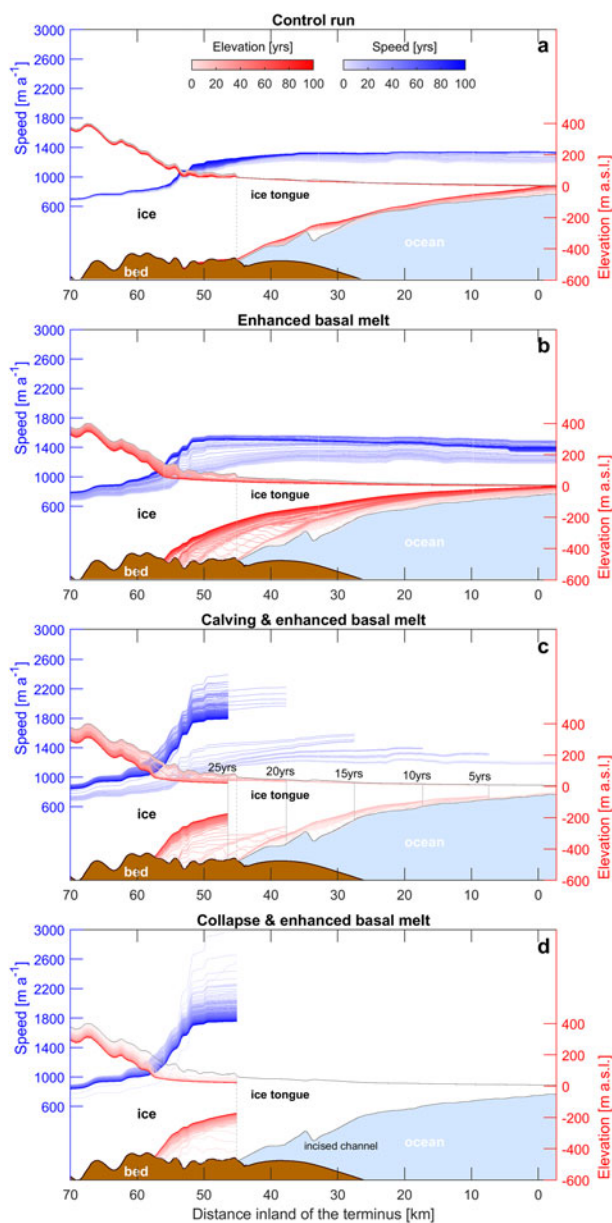 Control run
a
Elevation [yrs]
Speed [yrs]
0 20 40 60 80 100
0 20 40 60 80 100
Speed [m a⁻¹]
3000
2600
2200
1800
1400
1000
600
400
200
0
-200
-400
-600
Elevation [m a.s.l.]
ice
ice tongue
ocean
bed
70 60 50 40 30 20 10 0
Enhanced basal melt
b
Speed [m a⁻¹]
3000
2600
2200
1800
1400
1000
600
400
200
0
-200
-400
-600
Elevation [m a.s.l.]
ice
ice tongue
ocean
bed
70 60 50 40 30 20 10 0
Calving & enhanced basal melt
c
Speed [m a⁻¹]
3000
2600
2200
1800
1400
1000
600
400
200
0
-200
-400
-600
Elevation [m a.s.l.]
25yrs 20yrs 15yrs 10yrs 5yrs
ice
ice tongue
ocean
bed
70 60 50 40 30 20 10 0
Collapse & enhanced basal melt
d
Speed [m a⁻¹]
3000
2600
2200
1800
1400
1000
600
400
200
0
-200
-400
-600
Elevation [m a.s.l.]
ice
ice tongue
incised channel
ocean
bed
70 60 50 40 30 20 10 0
Distance inland of the terminus [km]